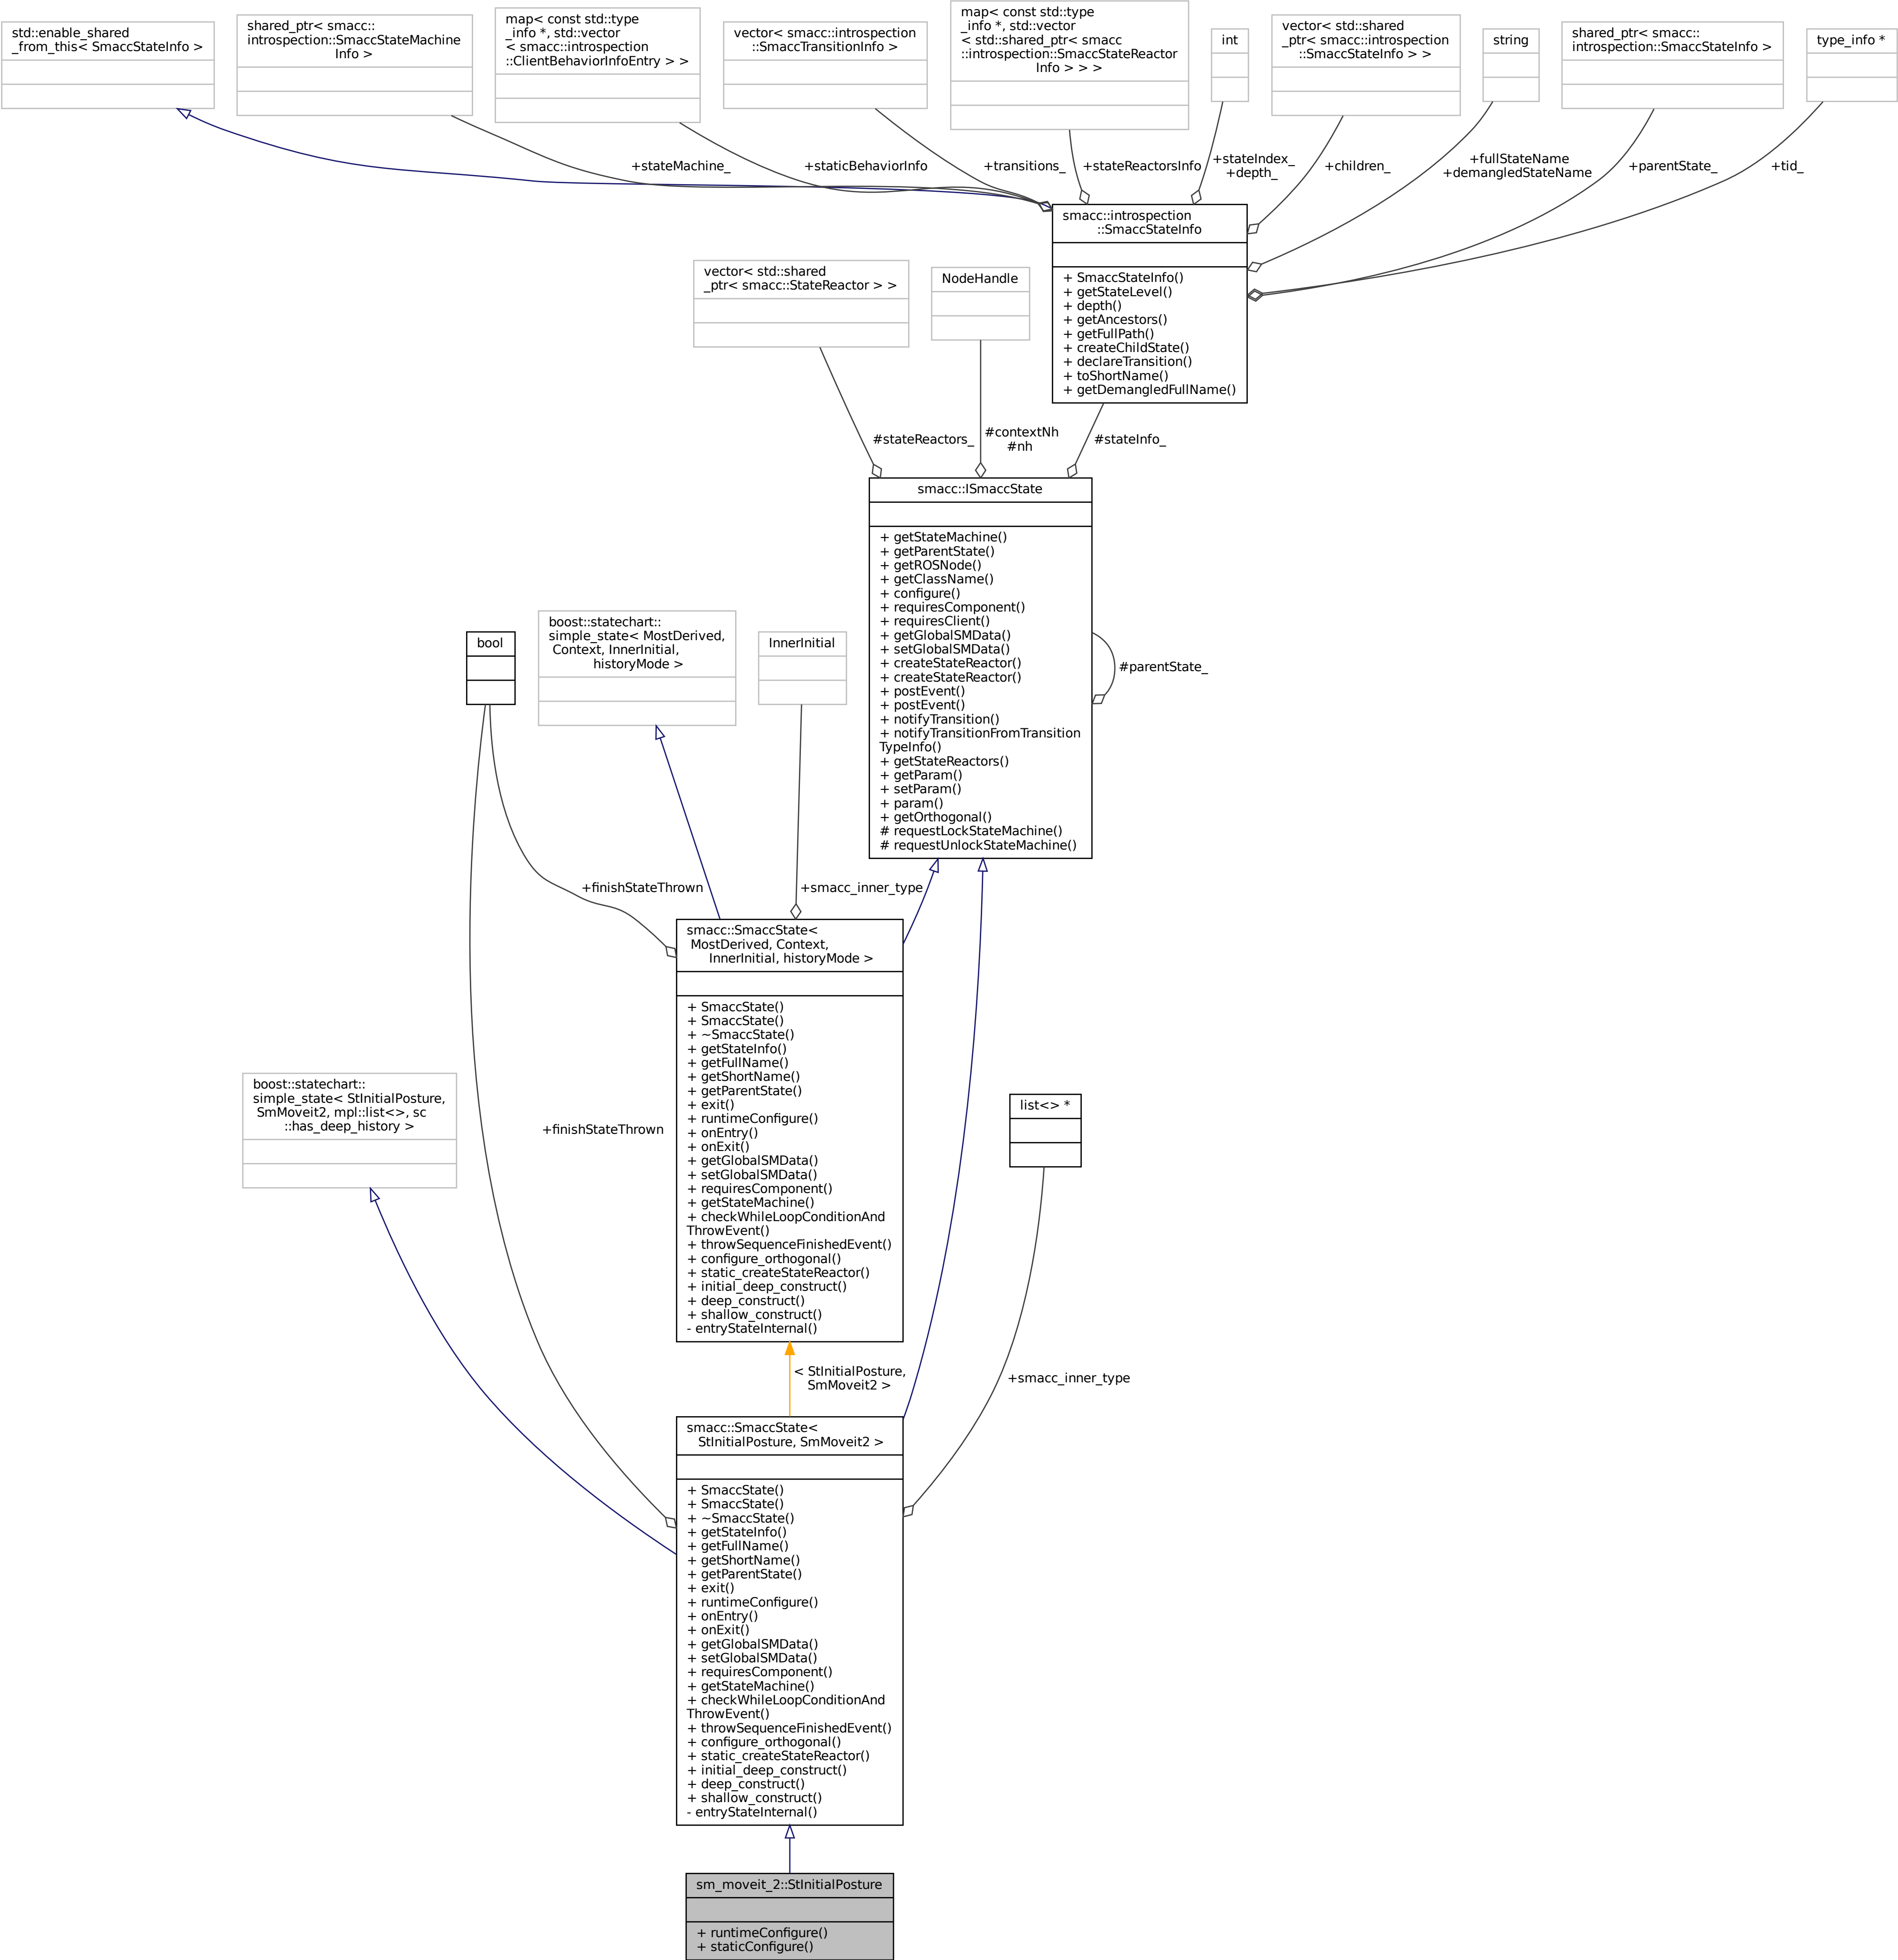 std::enable_shared
_from_this< SmaccStateInfo >
shared_ptr< smacc::
introspection::SmaccStateMachine
Info >
map< const std::type
_info *, std::vector
< smacc::introspection
::ClientBehaviorInfoEntry > >
vector< smacc::introspection
::SmaccTransitionInfo >
map< const std::type
_info *, std::vector
< std::shared_ptr< smacc
::introspection::SmaccStateReactor
Info > > >
int
vector< std::shared
_ptr< smacc::introspection
::SmaccStateInfo > >
string
shared_ptr< smacc::
introspection::SmaccStateInfo >
type_info *
+stateMachine_
+staticBehaviorInfo
+transitions_
+stateReactorsInfo
+stateIndex_
+depth_
+children_
+fullStateName
+demangledStateName
+parentState_
+tid_
smacc::introspection
::SmaccStateInfo
+ SmaccStateInfo()
+ getStateLevel()
+ depth()
+ getAncestors()
+ getFullPath()
+ createChildState()
+ declareTransition()
+ toShortName()
+ getDemangledFullName()
vector< std::shared
_ptr< smacc::StateReactor > >
NodeHandle
#stateReactors_
#contextNh
#nh
#stateInfo_
smacc::ISmaccState
+ getStateMachine()
+ getParentState()
+ getROSNode()
+ getClassName()
+ configure()
+ requiresComponent()
+ requiresClient()
+ getGlobalSMData()
+ setGlobalSMData()
+ createStateReactor()
+ createStateReactor()
+ postEvent()
+ postEvent()
+ notifyTransition()
+ notifyTransitionFromTransition
TypeInfo()
+ getStateReactors()
+ getParam()
+ setParam()
+ param()
+ getOrthogonal()
# requestLockStateMachine()
# requestUnlockStateMachine()
#parentState_
bool
boost::statechart::
simple_state< MostDerived,
Context, InnerInitial,
historyMode >
InnerInitial
+finishStateThrown
+smacc_inner_type
smacc::SmaccState<
MostDerived, Context,
InnerInitial, historyMode >
+ SmaccState()
+ SmaccState()
+ ~SmaccState()
+ getStateInfo()
+ getFullName()
+ getShortName()
+ getParentState()
+ exit()
+ runtimeConfigure()
+ onEntry()
+ onExit()
+ getGlobalSMData()
+ setGlobalSMData()
+ requiresComponent()
+ getStateMachine()
+ checkWhileLoopConditionAnd
ThrowEvent()
+ throwSequenceFinishedEvent()
+ configure_orthogonal()
+ static_createStateReactor()
+ initial_deep_construct()
+ deep_construct()
+ shallow_construct()
- entryStateInternal()
boost::statechart::
simple_state< StInitialPosture,
SmMoveit2, mpl::list<>, sc
::has_deep_history >
+finishStateThrown
list<> *
< StInitialPosture,
SmMoveit2 >
+smacc_inner_type
smacc::SmaccState<
StInitialPosture, SmMoveit2 >
+ SmaccState()
+ SmaccState()
+ ~SmaccState()
+ getStateInfo()
+ getFullName()
+ getShortName()
+ getParentState()
+ exit()
+ runtimeConfigure()
+ onEntry()
+ onExit()
+ getGlobalSMData()
+ setGlobalSMData()
+ requiresComponent()
+ getStateMachine()
+ checkWhileLoopConditionAnd
ThrowEvent()
+ throwSequenceFinishedEvent()
+ configure_orthogonal()
+ static_createStateReactor()
+ initial_deep_construct()
+ deep_construct()
+ shallow_construct()
- entryStateInternal()
sm_moveit_2::StInitialPosture
+ runtimeConfigure()
+ staticConfigure()